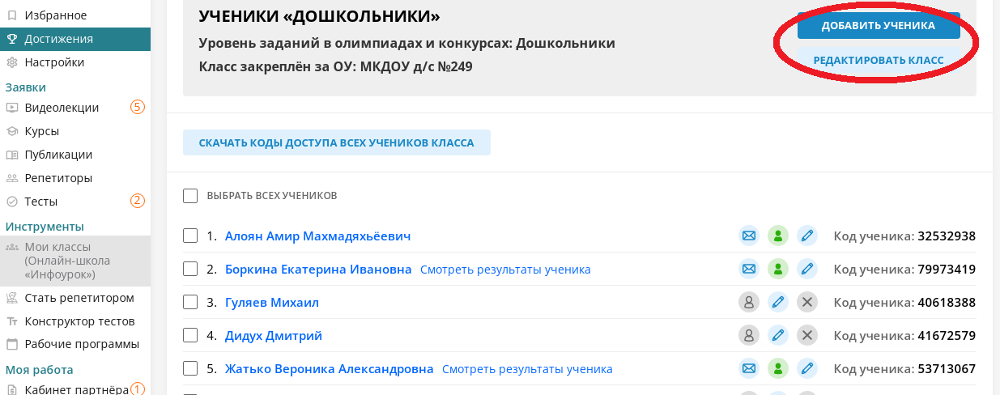 Избранное
Достижения
Настройки
Заявки
Видеолекции 5
Курсы
Публикации
Репетиторы
Тесты 2
Инструменты
Мои классы
(Онлайн-школа
«Инфоурок»)
Стать репетитором
Конструктор тестов
Рабочие программы
Моя работа
Кабинет партнёра 1
УЧЕНИКИ «ДОШКОЛЬНИКИ»
Уровень заданий в олимпиадах и конкурсах: Дошкольники
Класс закреплён за ОУ: МКДОУ д/с №249
ДОБАВИТЬ УЧЕНИКА
РЕДАКТИРОВАТЬ КЛАСС
СКАЧАТЬ КОДЫ ДОСТУПА ВСЕХ УЧЕНИКОВ КЛАССА
ВЫБРАТЬ ВСЕХ УЧЕНИКОВ
1. Алоян Амир Махмадяхьёевич Код ученика: 32532938
2. Боркина Екатерина Ивановна Смотреть результаты ученика Код ученика: 79973419
3. Гуляев Михаил Код ученика: 40618388
4. Дидух Дмитрий Код ученика: 41672579
5. Жатько Вероника Александровна Смотреть результаты ученика Код ученика: 53713067